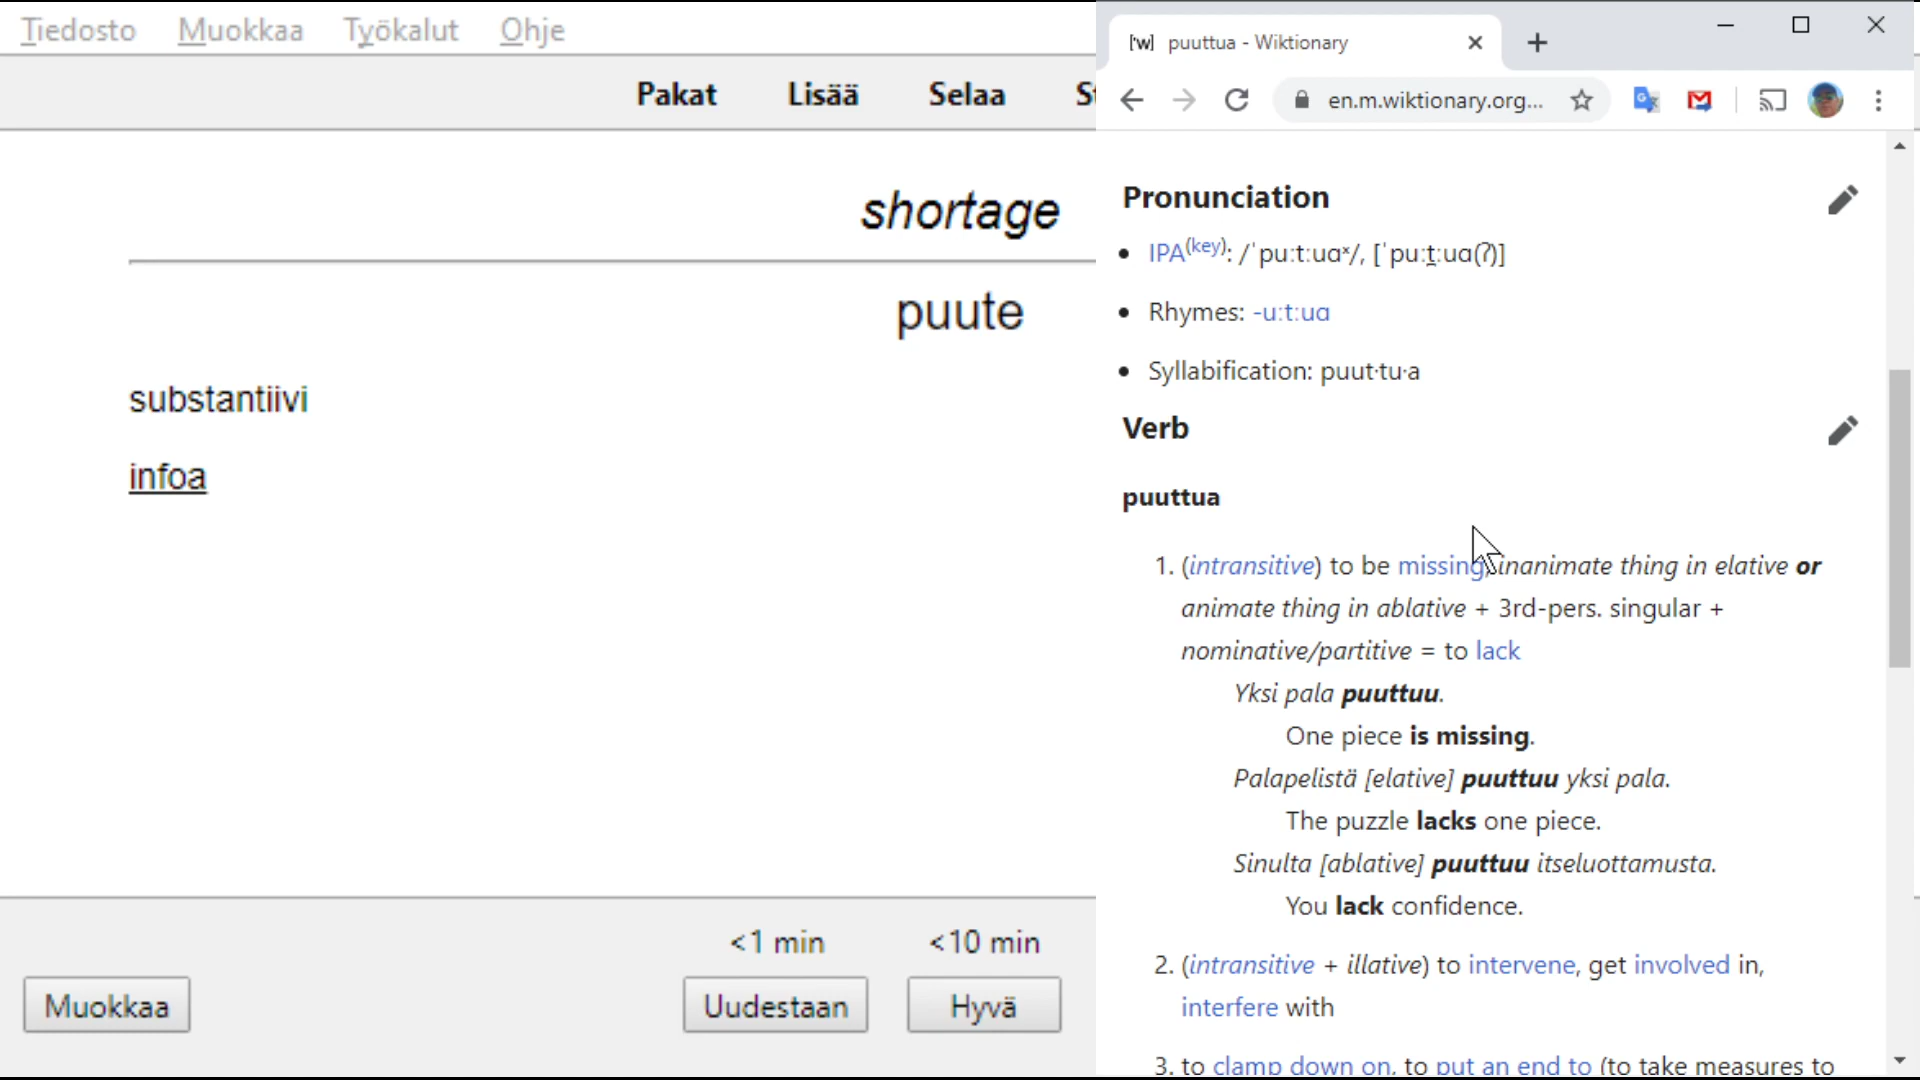 Tiedosto Muokkaa Työkalut Ohje
Pakat Lisää Selaa
shortage
puute
substantiivi
infoa
<1 min <10 min
Muokkaa Uudestaan Hyvä
['w] puuttua - Wiktionary
en.m.wiktionary.org...
Pronunciation
• IPA(key): /ˈpuːtːuɑˣ/, [ˈpuːt̪ːuɑ(ʔ)]
• Rhymes: -uːtːuɑ
• Syllabification: puut·tu·a
Verb
puuttua
1. (intransitive) to be missing; inanimate thing in elative or
animate thing in ablative + 3rd-pers. singular +
nominative/partitive = to lack
Yksi pala puuttuu.
One piece is missing.
Palapelistä [elative] puuttuu yksi pala.
The puzzle lacks one piece.
Sinulta [ablative] puuttuu itseluottamusta.
You lack confidence.
2. (intransitive + illative) to intervene, get involved in,
interfere with
3. to clamp down on, to put an end to (to take measures to